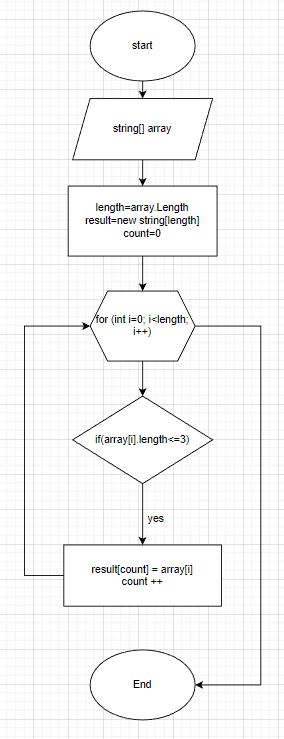 start
string[] array
length=array.Length
result=new string[length]
count=0
for (int i=0; i<length;
i++)
if(array[i].length<=3)
yes
result[count] = array[i]
count ++
End